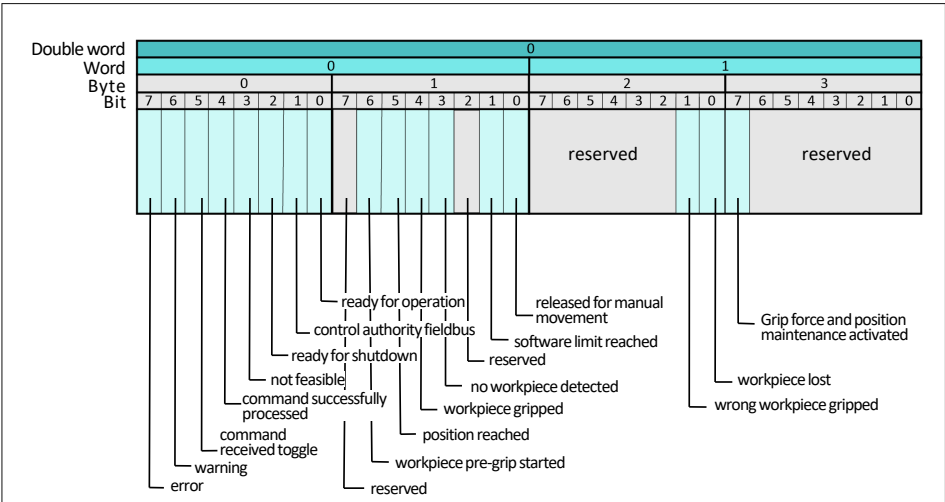 Double word 0
Word 0 1
Byte 0 1 2 3
Bit 7 6 5 4 3 2 1 0 7 6 5 4 3 2 1 0 7 6 5 4 3 2 1 0 7 6 5 4 3 2 1 0
reserved reserved
ready for operation
control authority fieldbus
ready for shutdown
not feasible
command successfully
processed
command
received toggle
warning
error
released for manual
movement
software limit reached
reserved
no workpiece detected
workpiece gripped
position reached
workpiece pre-grip started
reserved
Grip force and position
maintenance activated
workpiece lost
wrong workpiece gripped